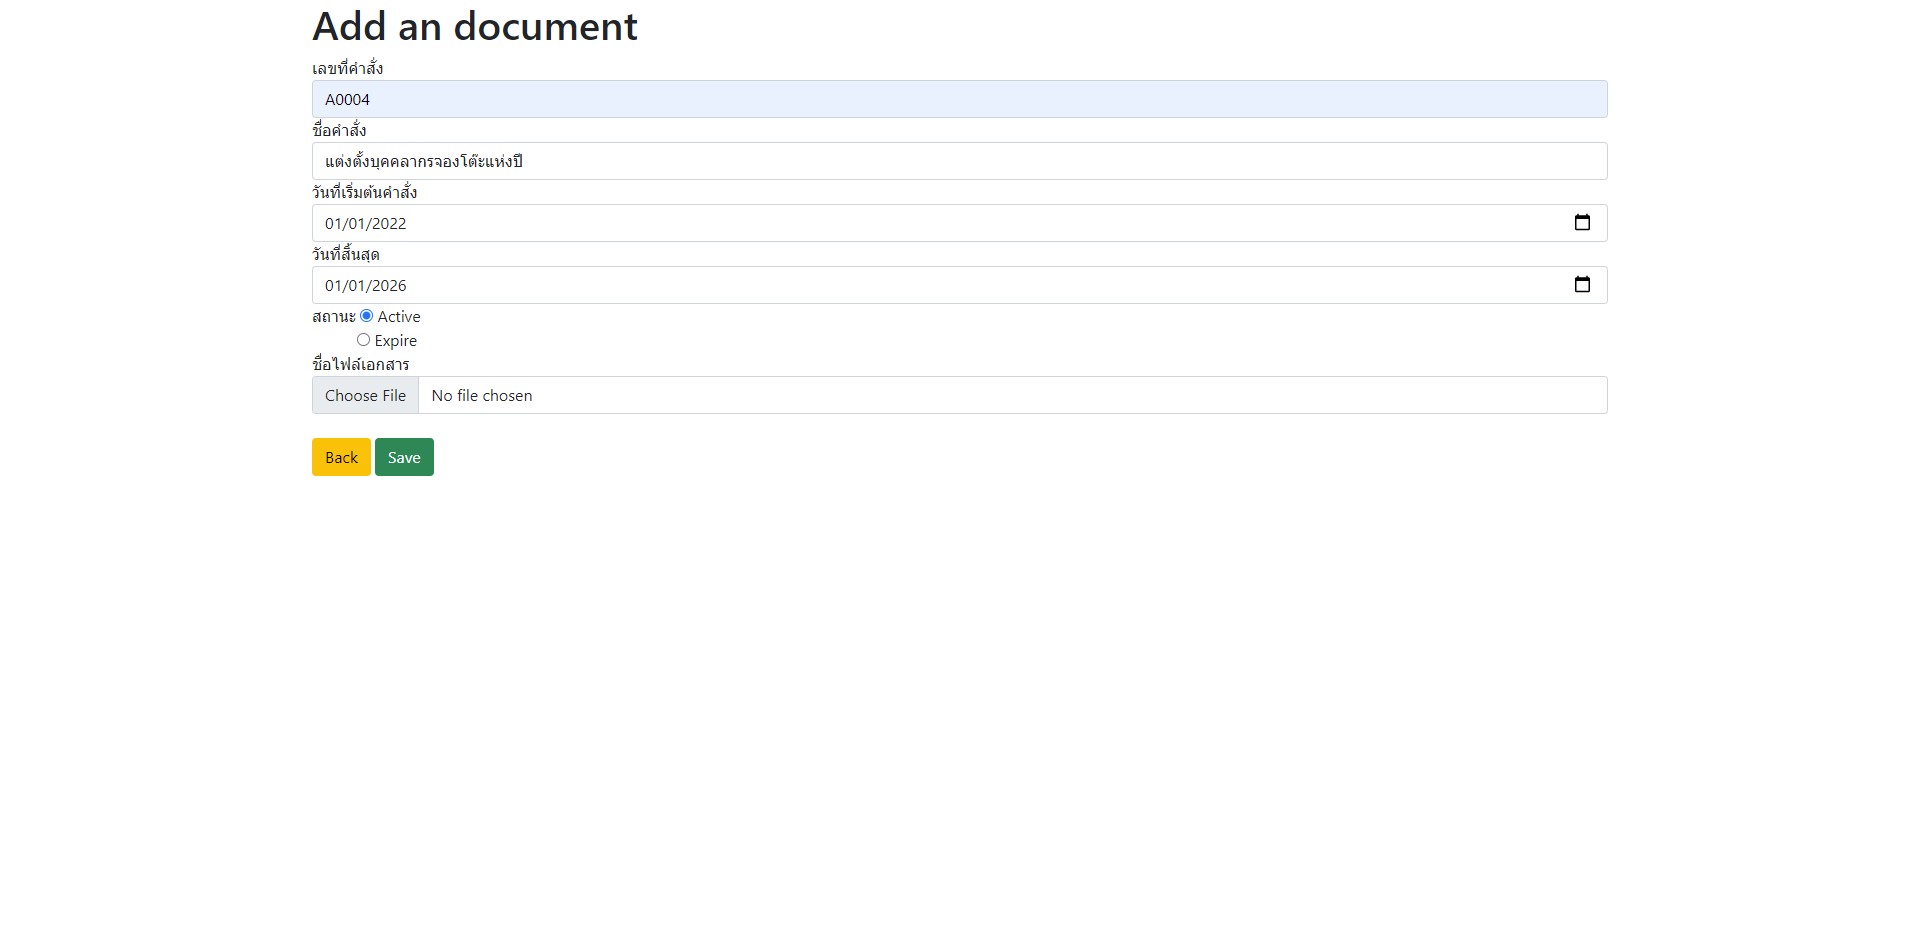 Add an document
เลขที่คำสั่ง
A0004
ชื่อคำสั่ง
แต่งตั้งบุคคลากรจองโต๊ะแห่งปี
วันที่เริ่มต้นคำสั่ง
01/01/2022
วันที่สิ้นสุด
01/01/2026
สถานะ Active
Expire
ชื่อไฟล์เอกสาร
Choose File No file chosen
Back Save